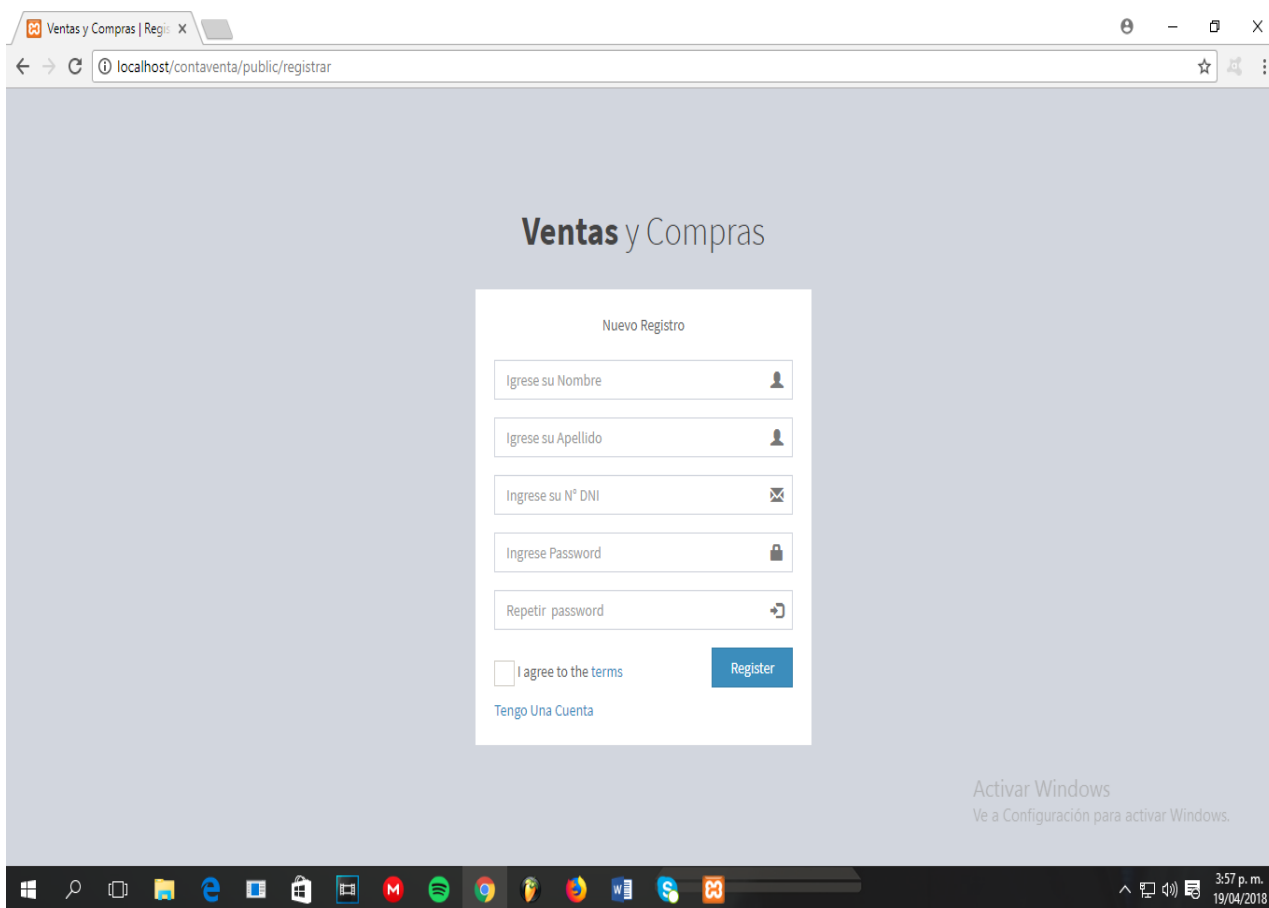 Ventas y Compras | Regis
localhost/contaventa/public/registrar
Ventas y Compras
Nuevo Registro
Igrese su Nombre
Igrese su Apellido
Ingrese su N° DNI
Ingrese Password
Repetir password
I agree to the terms
Register
Tengo Una Cuenta
Activar Windows
Ve a Configuración para activar Windows.
3:57 p. m.
19/04/2018